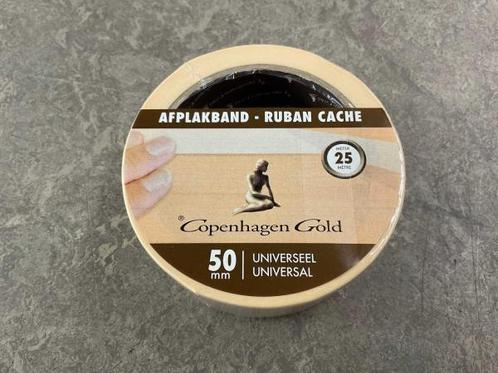 AFPLAKBAND - RUBAN CACHE
METER
25
MÈTRE
® Copenhagen Gold
50 mm
UNIVERSEEL
UNIVERSAL